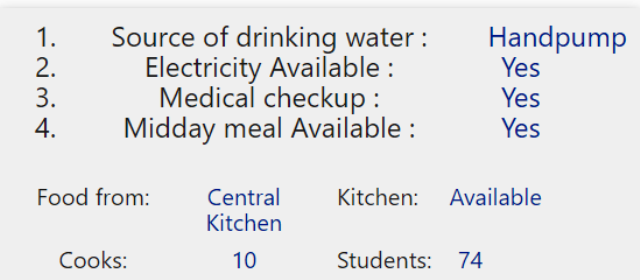 1. Source of drinking water : Handpump
2. Electricity Available : Yes
3. Medical checkup : Yes
4. Midday meal Available : Yes
Food from: Central Kitchen Kitchen: Available
Cooks: 10 Students: 74